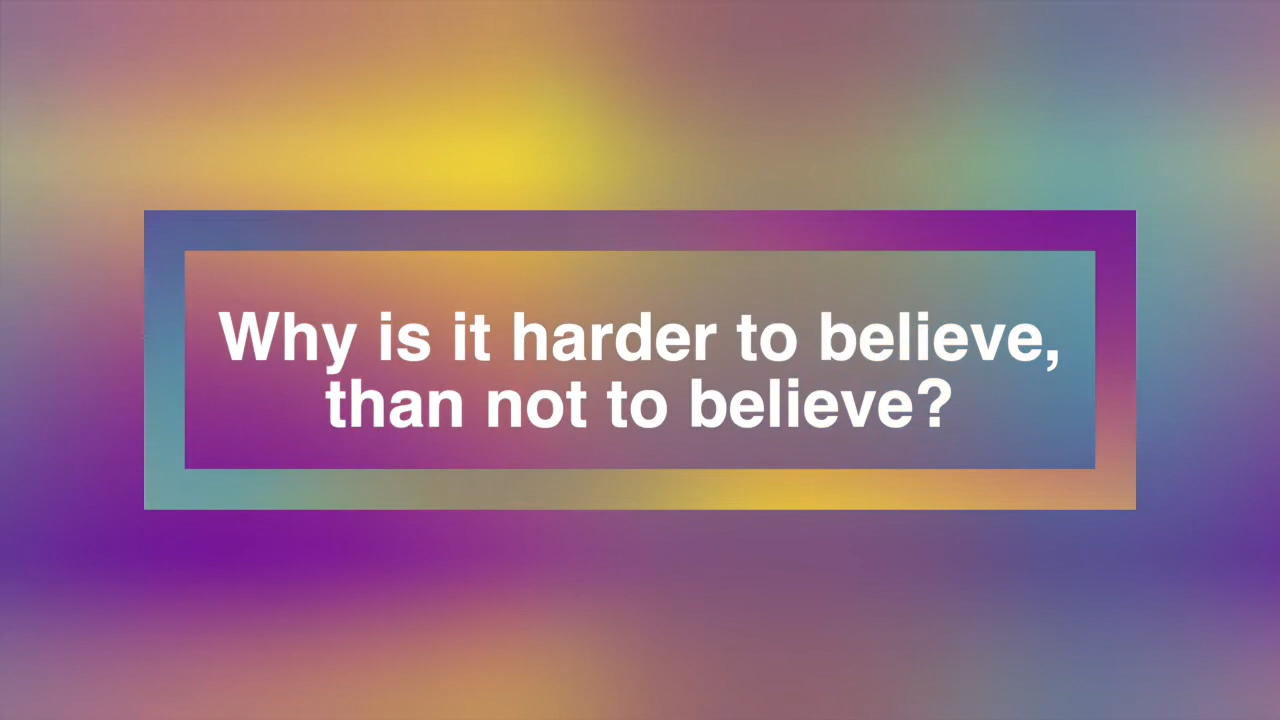 Why is it harder to believe,
than not to believe?